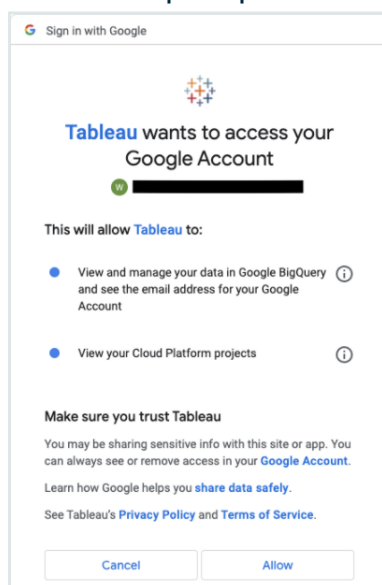 Sign in with Google
Tableau wants to access your
Google Account
W
This will allow Tableau to:
View and manage your data in Google BigQuery
and see the email address for your Google
Account
View your Cloud Platform projects
Make sure you trust Tableau
You may be sharing sensitive info with this site or app. You
can always see or remove access in your Google Account.
Learn how Google helps you share data safely.
See Tableau's Privacy Policy and Terms of Service.
Cancel Allow